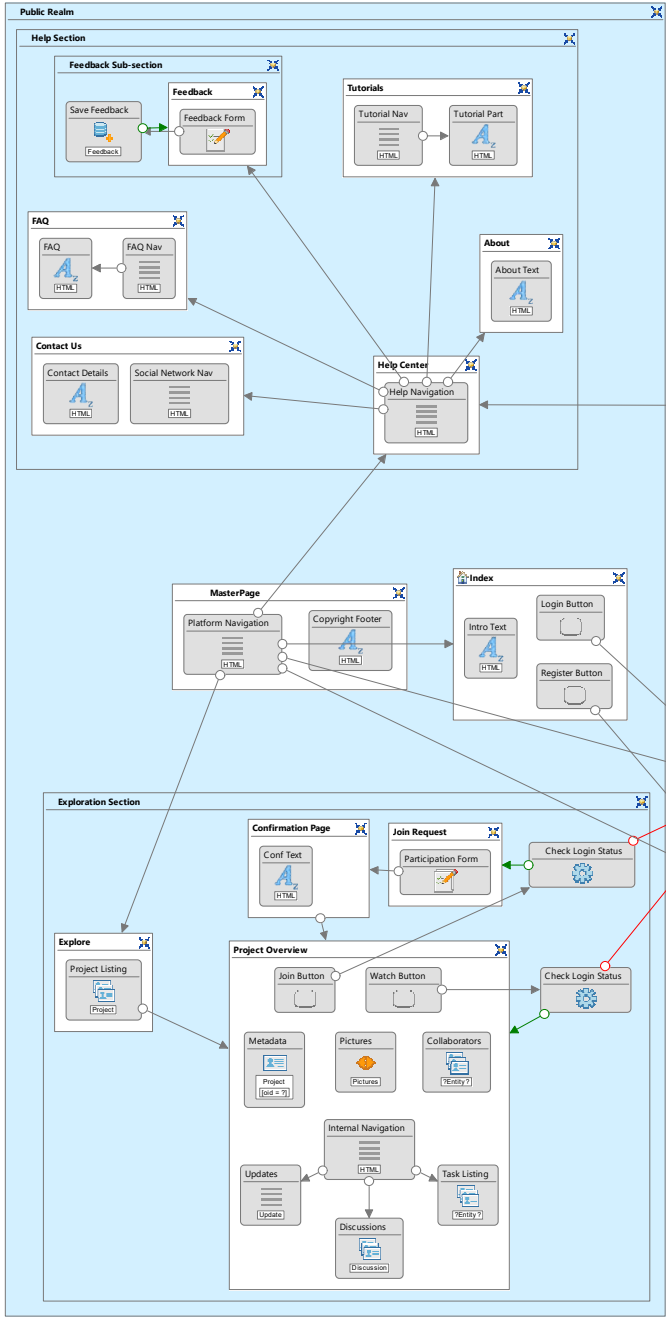 Public Realm
Help Section
Feedback Sub-section
Feedback
Save Feedback
Feedback
Feedback Form
Tutorials
Tutorial Nav
HTML
Tutorial Part
HTML
FAQ
FAQ
HTML
FAQ Nav
HTML
About
About Text
HTML
Contact Us
Contact Details
HTML
Social Network Nav
HTML
Help Center
Help Navigation
HTML
MasterPage
Platform Navigation
HTML
Copyright Footer
HTML
Index
Intro Text
HTML
Login Button
Register Button
Exploration Section
Confirmation Page
Conf Text
HTML
Join Request
Participation Form
Check Login Status
Explore
Project Listing
Project
Project Overview
Join Button
Watch Button
Check Login Status
Metadata
Project
[oid = ?]
Pictures
Pictures
Collaborators
?Entity ?
Internal Navigation
HTML
Updates
Update
Task Listing
?Entity ?
Discussions
Discussion